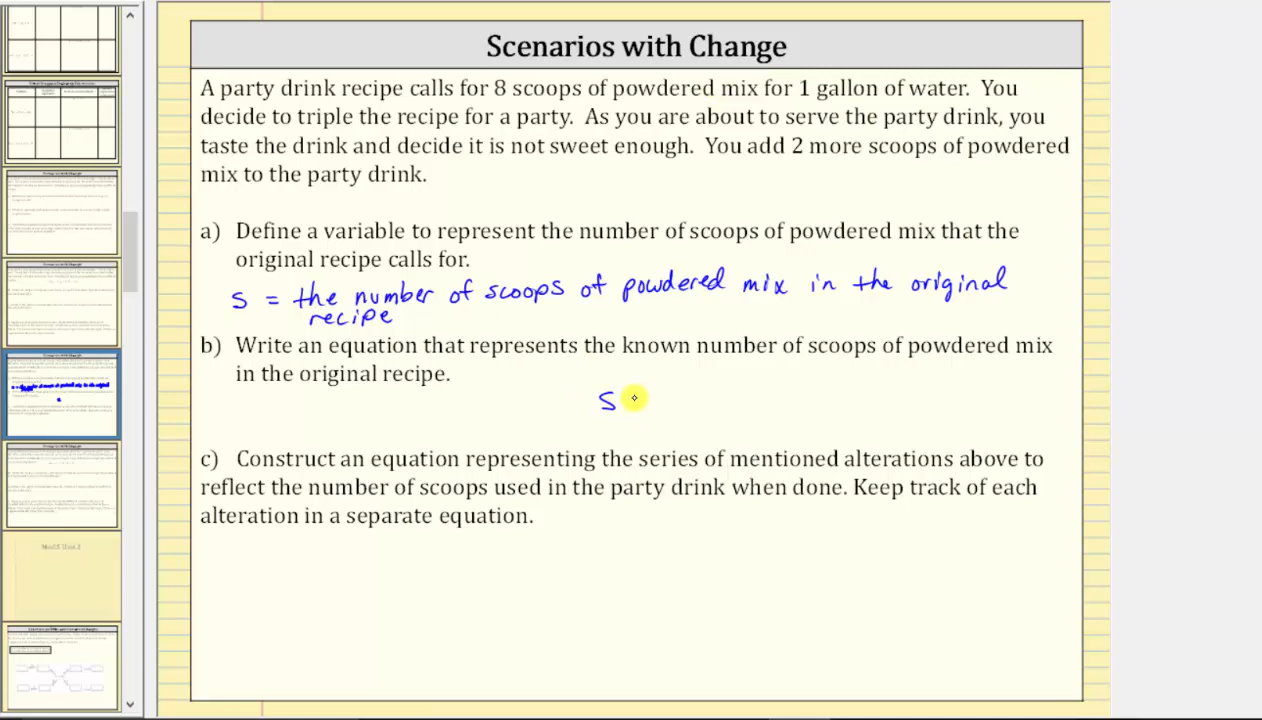 Scenarios with Change
A party drink recipe calls for 8 scoops of powdered mix for 1 gallon of water. You
decide to triple the recipe for a party. As you are about to serve the party drink, you
taste the drink and decide it is not sweet enough. You add 2 more scoops of powdered
mix to the party drink.
a) Define a variable to represent the number of scoops of powdered mix that the
original recipe calls for.
s = the number of scoops of powdered mix in the original
recipe
b) Write an equation that represents the known number of scoops of powdered mix
in the original recipe.
s
c) Construct an equation representing the series of mentioned alterations above to
reflect the number of scoops used in the party drink when done. Keep track of each
alteration in a separate equation.